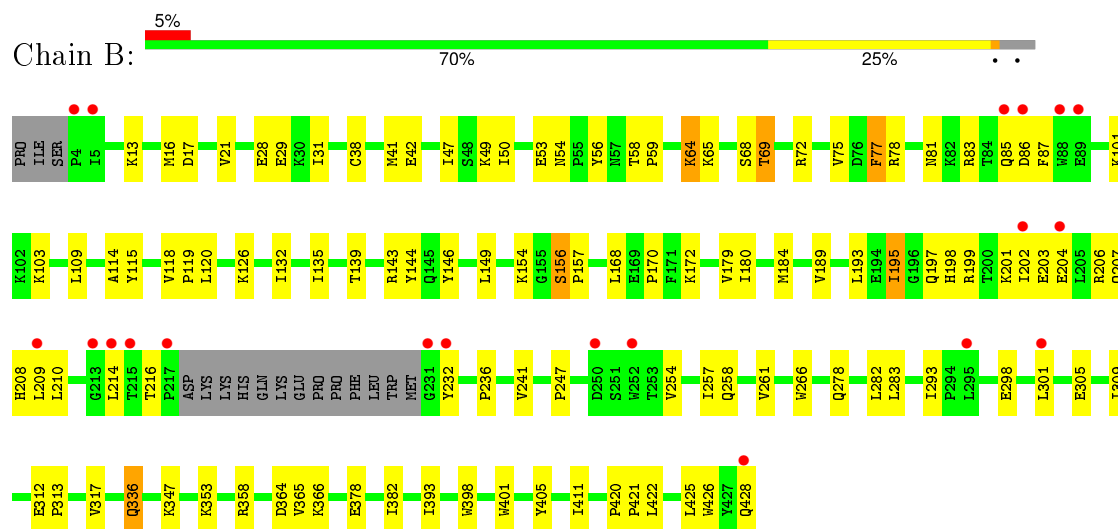 5%
Chain B:
70% 25% • •
PRO ILE SER P4 I5 K13 M16 D17 V21 E28 E29 K30 I31 C38 M41 E42 I47 S48 K49 I50 E53 N54 P55 Y56 N57 T58 P59 K64 K65 S68 T69 R72 V75 D76 F77 R78 N81 K82 R83 T84 Q85 D86 F87 W88 E89 K101
K102 K103 L109 A114 Y115 V118 P119 L120 K126 I132 I135 T139 R143 Y144 Q145 Y146 L149 K154 G155 S156 P157 L168 E169 P170 F171 K172 V179 I180 M184 V189 L193 E194 I195 G196 Q197 H198 R199 T200 K201 I202 E203 E204 L205 R206 Q207
H208 L209 L210 G213 L214 T215 T216 P217 ASP LYS LYS HIS GLN LYS GLU PRO PRO PHE LEU TRP MET G231 Y232 P236 V241 P247 D250 S251 W252 T253 V254 I257 Q258 V261 W266 Q278 L282 L283 I293 P294 L295 E298 L301 E305 I309
E312 P313 V317 Q336 K347 K353 R358 D364 V365 K366 E378 I382 I393 W398 W401 Y405 I411 P420 P421 L422 L425 W426 Y427 Q428